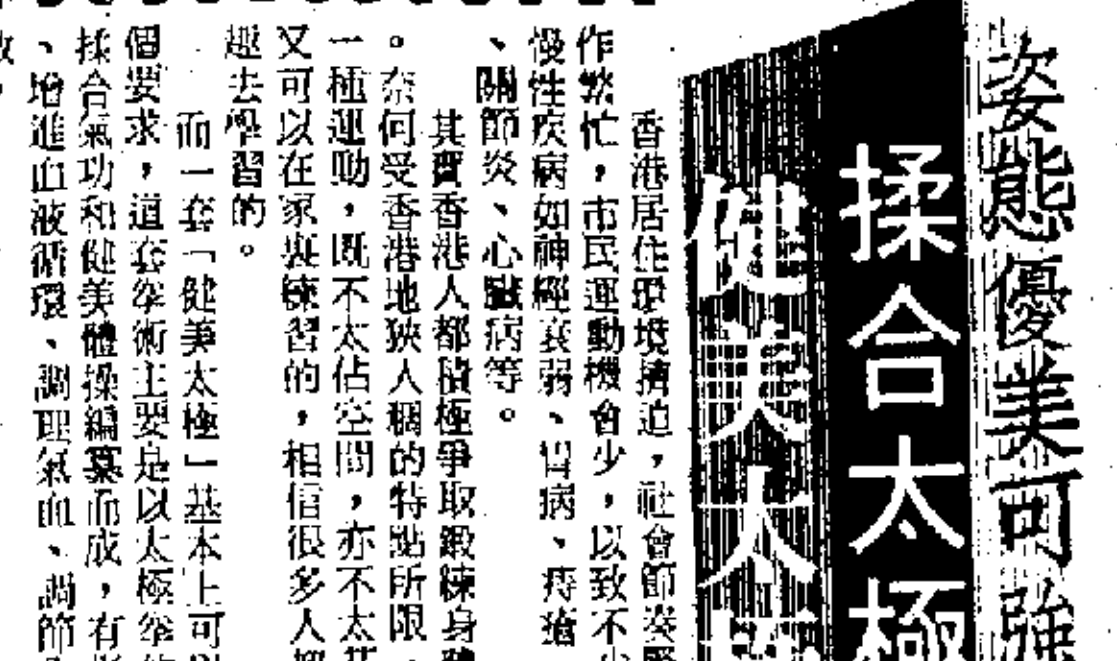 姿態優美可強
揉合太極
健美太極
香港居住環境擠迫，社會節奏緊
作繁忙，市民運動機會少，以致不少
慢性疾病如神經衰弱、胃病、痔瘡
、關節炎、心臟病等。
其實香港人都積極爭取鍛練身體
。奈何受香港地狹人稠的特點所限，
一種運動，既不太佔空間，亦不太
又可以在家裏練習的，相信很多人
趣去學習的。
而一套「健美太極」基本上可以
個要求，這套拳術主要是以太極拳
揉合氣功和健美體操編纂而成，有
、增進血液循環、調理氣血、調節
效。